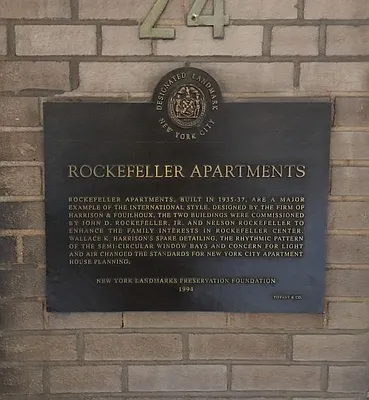 24
DESIGNATED LANDMARK
NEW YORK CITY
ROCKEFELLER APARTMENTS
ROCKEFELLER APARTMENTS, BUILT IN 1935-37, ARE A MAJOR
EXAMPLE OF THE INTERNATIONAL STYLE. DESIGNED BY THE FIRM OF
HARRISON & FOUILHOUX, THE TWO BUILDINGS WERE COMMISSIONED
BY JOHN D. ROCKEFELLER, JR. AND NELSON ROCKEFELLER TO
ENHANCE THE FAMILY INTERESTS IN ROCKEFELLER CENTER.
WALLACE K. HARRISON'S SPARE DETAILING, THE RHYTHMIC PATTERN
OF THE SEMI-CIRCULAR WINDOW BAYS AND CONCERN FOR LIGHT
AND AIR CHANGED THE STANDARDS FOR NEW YORK CITY APARTMENT
HOUSE PLANNING.
NEW YORK LANDMARKS PRESERVATION FOUNDATION
1994
TIFFANY & CO.